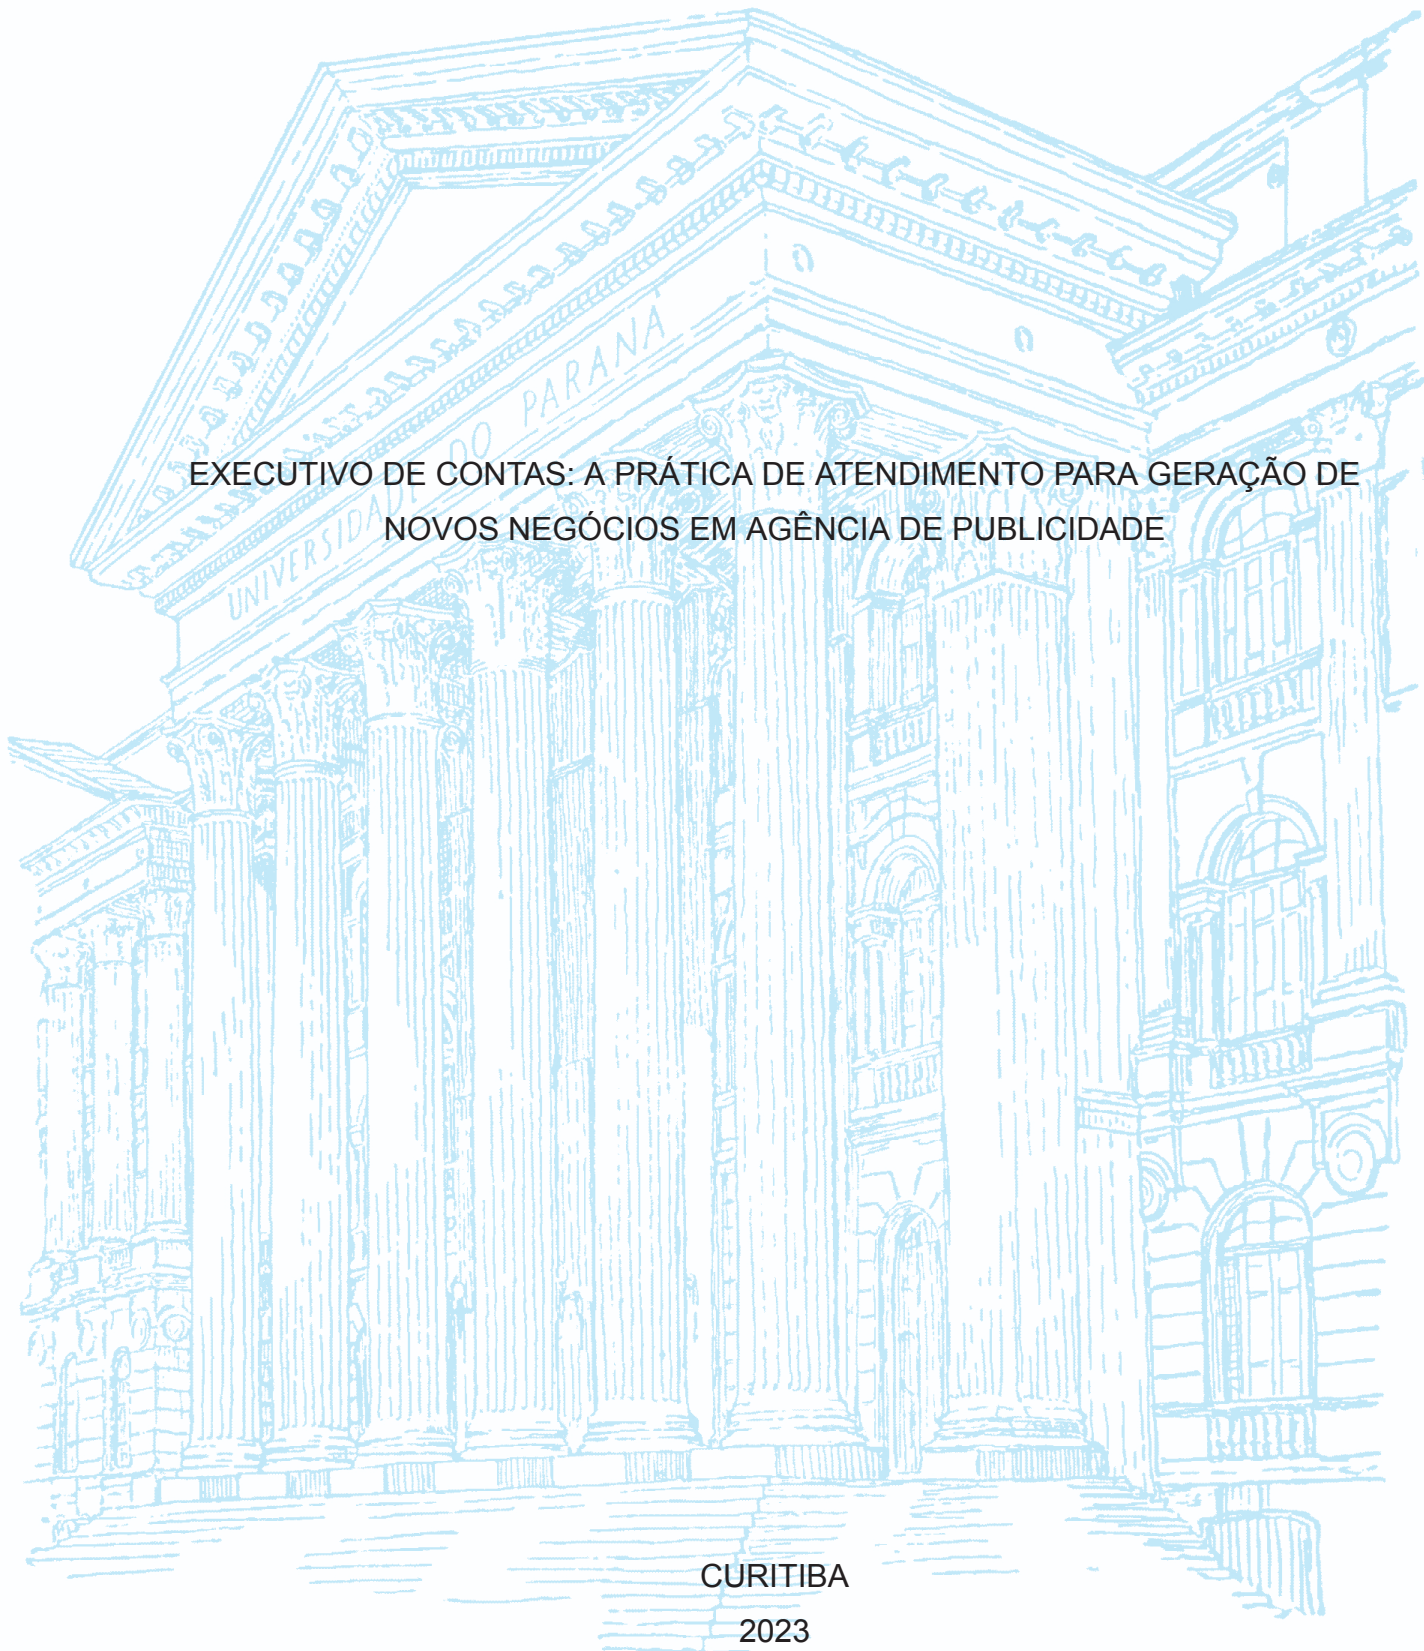 UNIVERSIDADE DO PARANÁ
EXECUTIVO DE CONTAS: A PRÁTICA DE ATENDIMENTO PARA GERAÇÃO DE
NOVOS NEGÓCIOS EM AGÊNCIA DE PUBLICIDADE
CURITIBA
2023